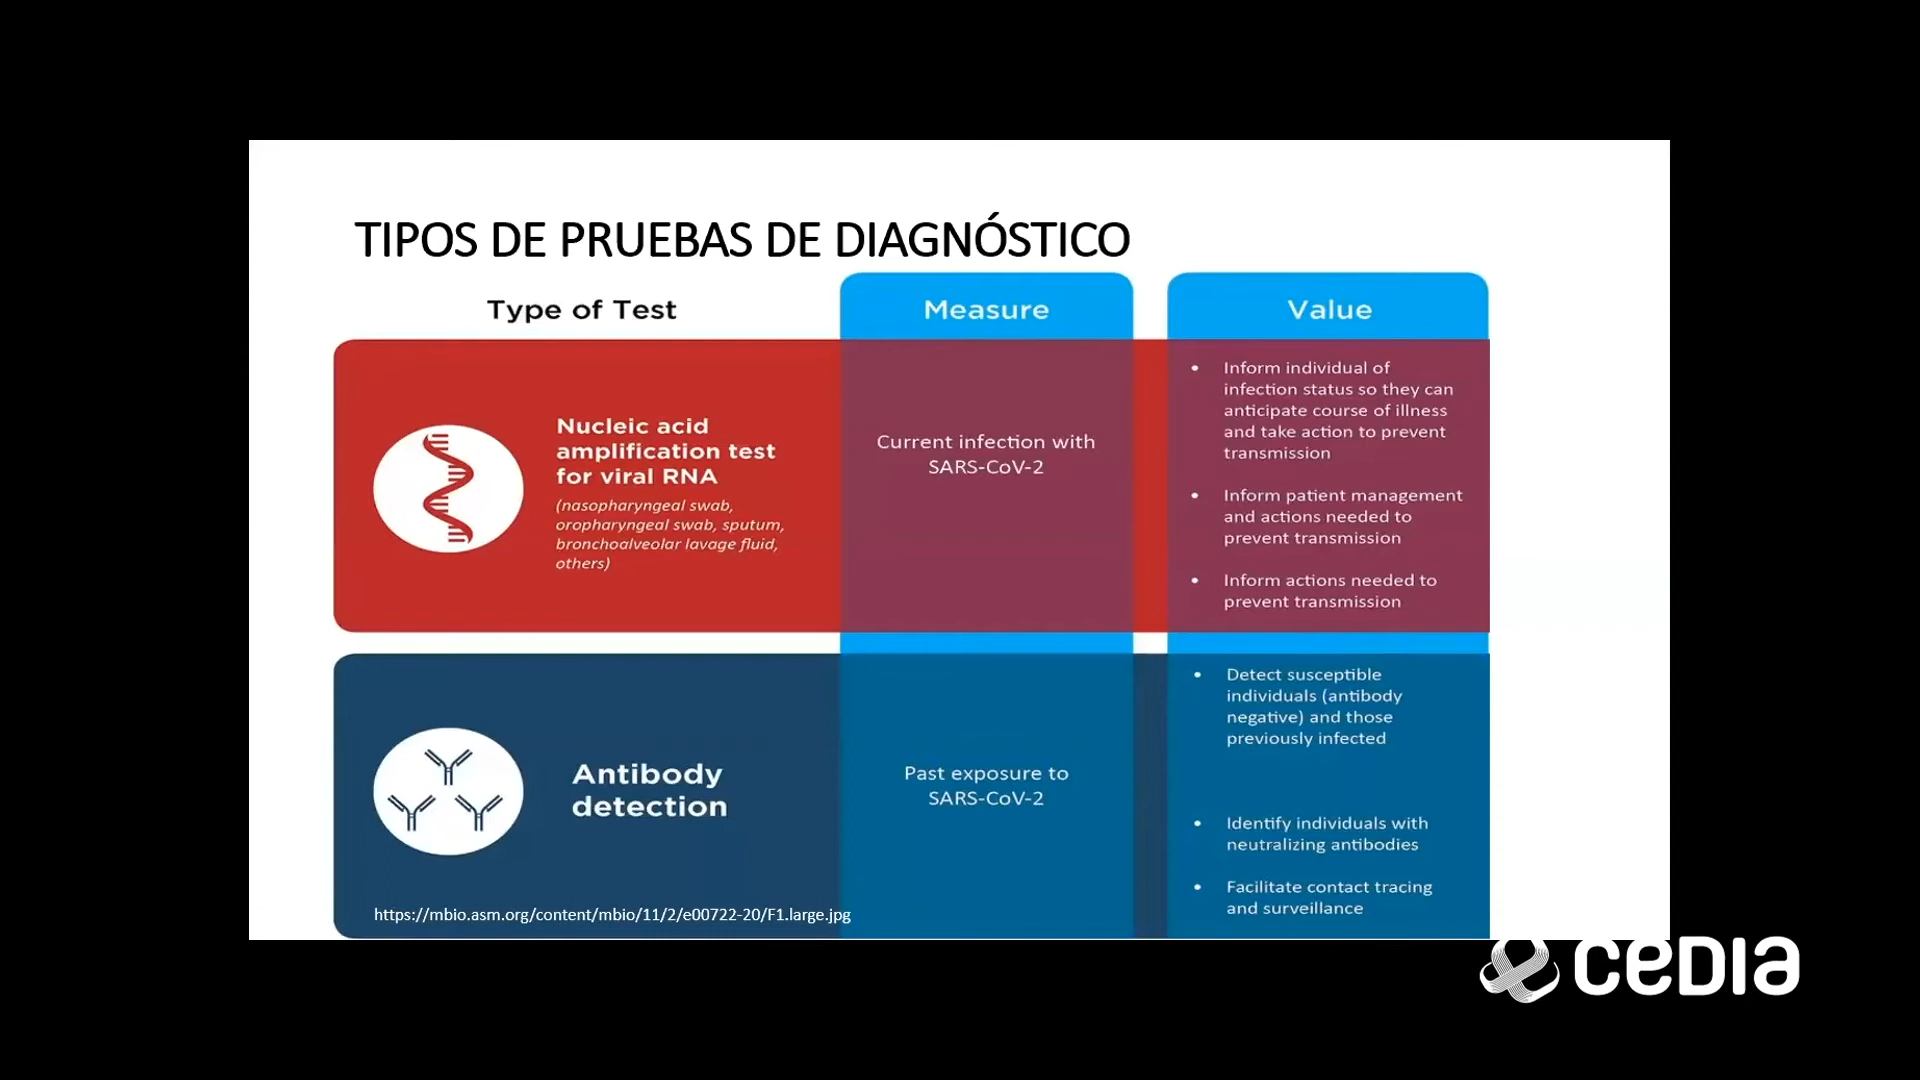 TIPOS DE PRUEBAS DE DIAGNÓSTICO
Type of Test
Measure
Value
Nucleic acid
amplification test
for viral RNA
(nasopharyngeal swab,
oropharyngeal swab, sputum,
bronchoalveolar lavage fluid,
others)
Current infection with
SARS-CoV-2
• Inform individual of
infection status so they can
anticipate course of illness
and take action to prevent
transmission
• Inform patient management
and actions needed to
prevent transmission
• Inform actions needed to
prevent transmission
Antibody
detection
Past exposure to
SARS-CoV-2
• Detect susceptible
individuals (antibody
negative) and those
previously infected
• Identify individuals with
neutralizing antibodies
• Facilitate contact tracing
and surveillance
https://mbio.asm.org/content/mbio/11/2/e00722-20/F1.large.jpg
ceDIa